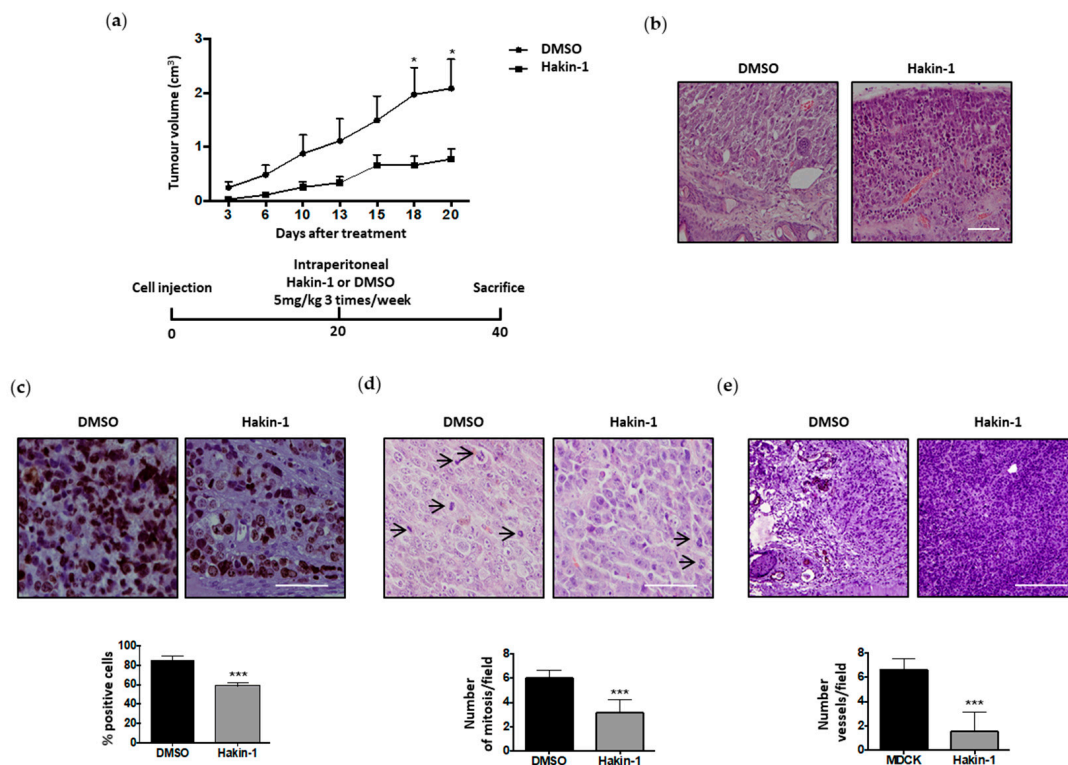 (a)
3
2
1
0
Tumour volume (cm³)
DMSO
Hakin-1
*
*
3 6 10 13 15 18 20
Days after treatment
Intraperitoneal
Cell injection Hakin-1 or DMSO Sacrifice
5mg/kg 3 times/week
0 20 40
(b)
DMSO Hakin-1
(c)
DMSO Hakin-1
100
80
60
40
20
0
% positive cells
***
DMSO Hakin-1
(d)
DMSO Hakin-1
8
6
4
2
0
Number
of mitosis/field
***
DMSO Hakin-1
(e)
DMSO Hakin-1
8
6
4
2
0
Number
vessels/field
***
MDCK Hakin-1